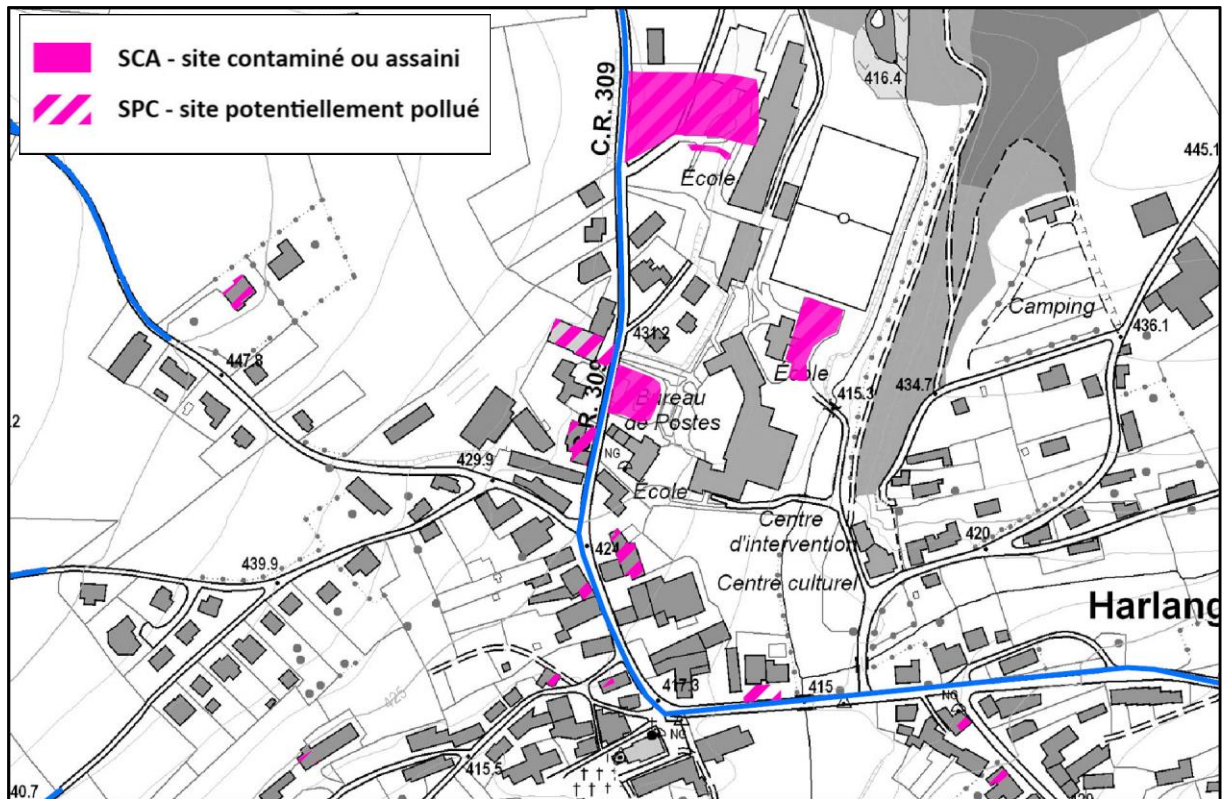 SCA - site contaminé ou assaini
SPC - site potentiellement pollué
416.4
C.R. 309
445.1
École
Camping
431.2
436.1
447.8
C.R. 309
École
Bureau
de Postes
415.3
434.7
NG
429.9
École
Centre
d'intervention
424
420
439.9
Centre culturel
Harlang
417.3
415
NG
425
NG
415.5
40.7